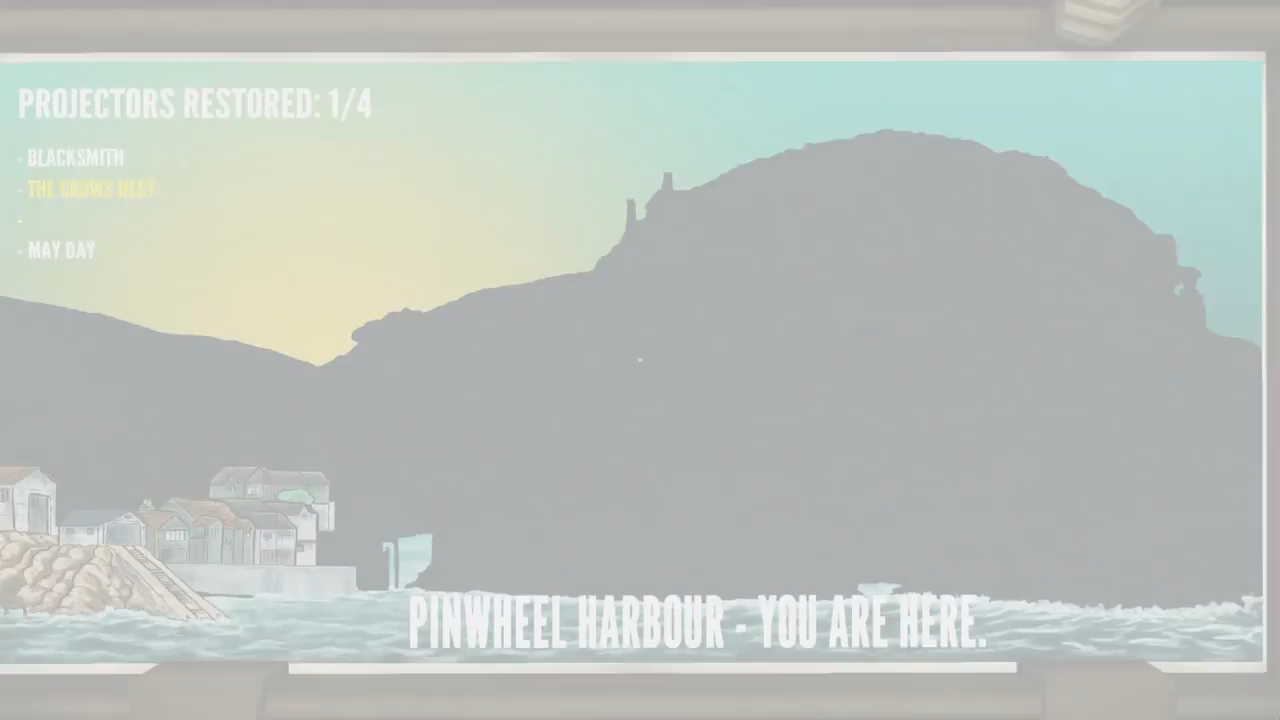 PROJECTORS RESTORED: 1/4
- BLACKSMITH
- THE CROWS NEST
-
- MAY DAY
PINWHEEL HARBOUR - YOU ARE HERE.